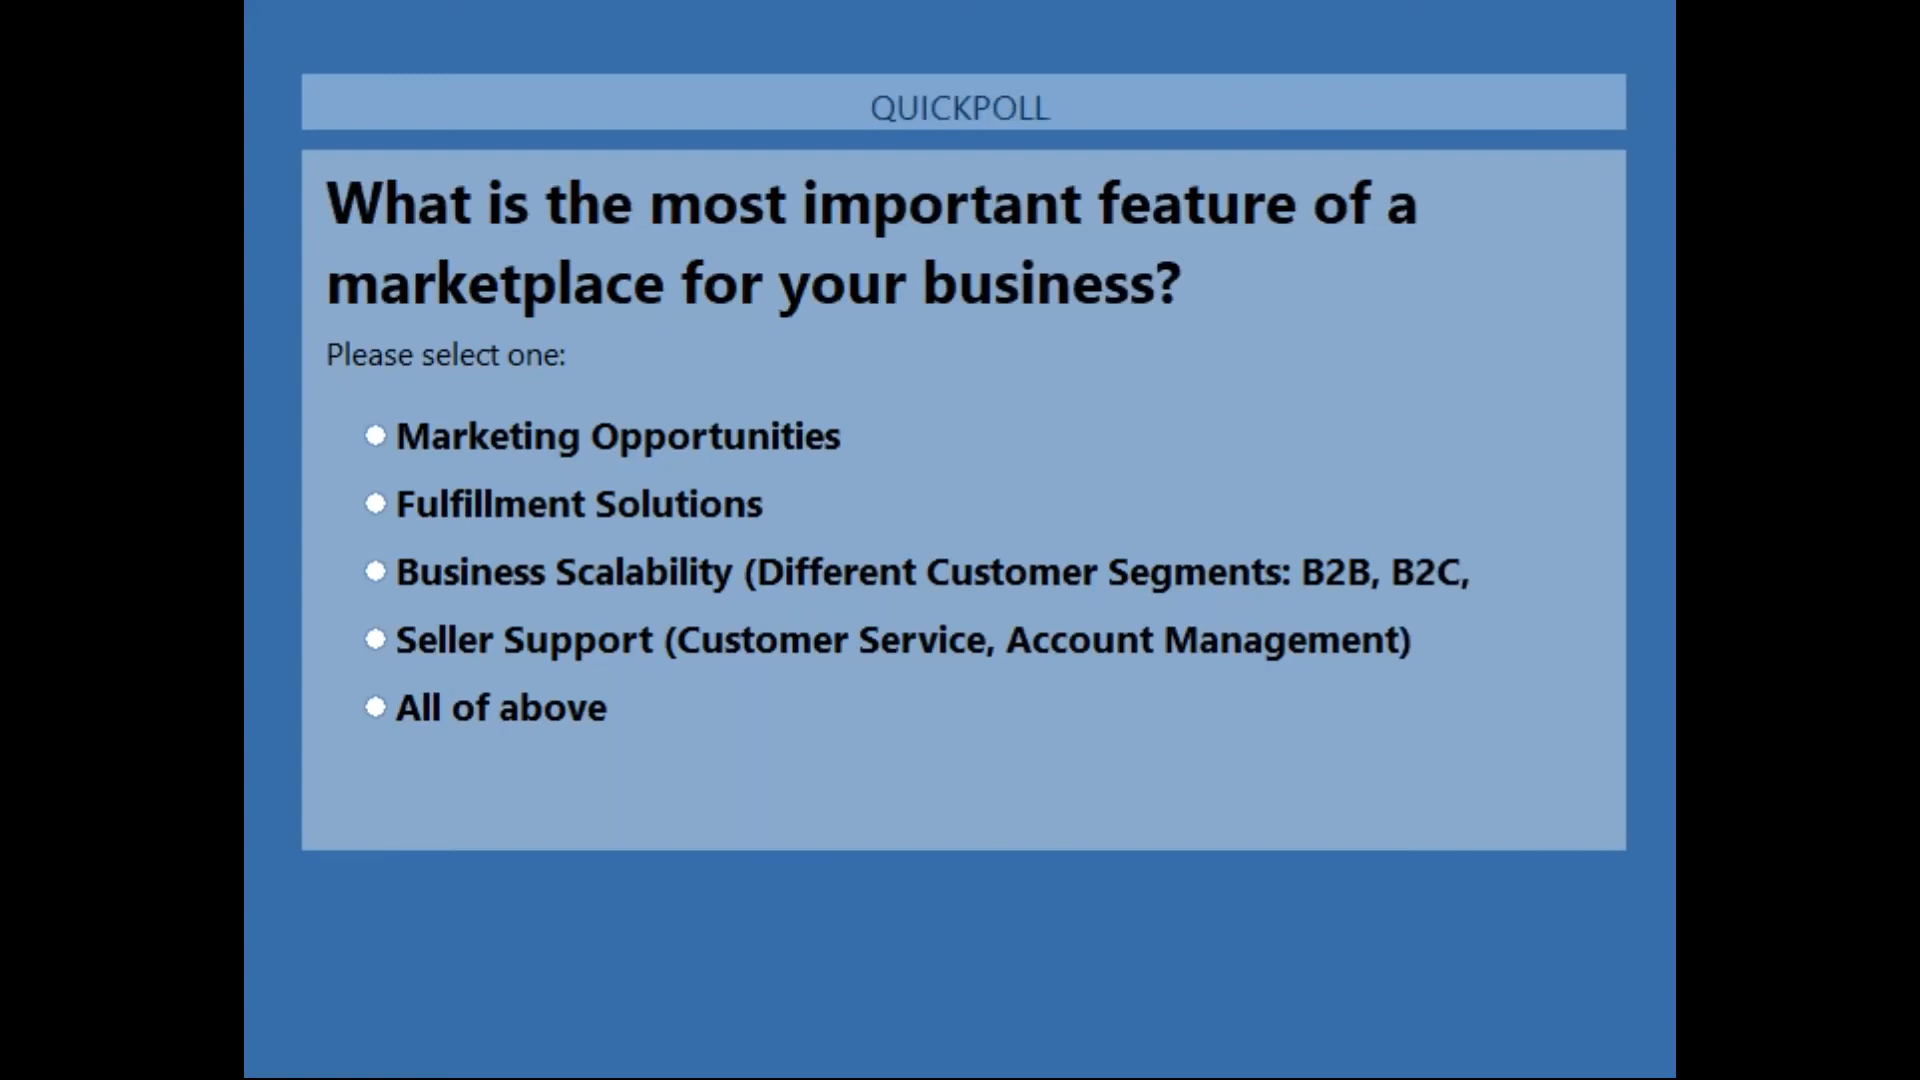 QUICKPOLL
What is the most important feature of a
marketplace for your business?
Please select one:
Marketing Opportunities
Fulfillment Solutions
Business Scalability (Different Customer Segments: B2B, B2C,
Seller Support (Customer Service, Account Management)
All of above